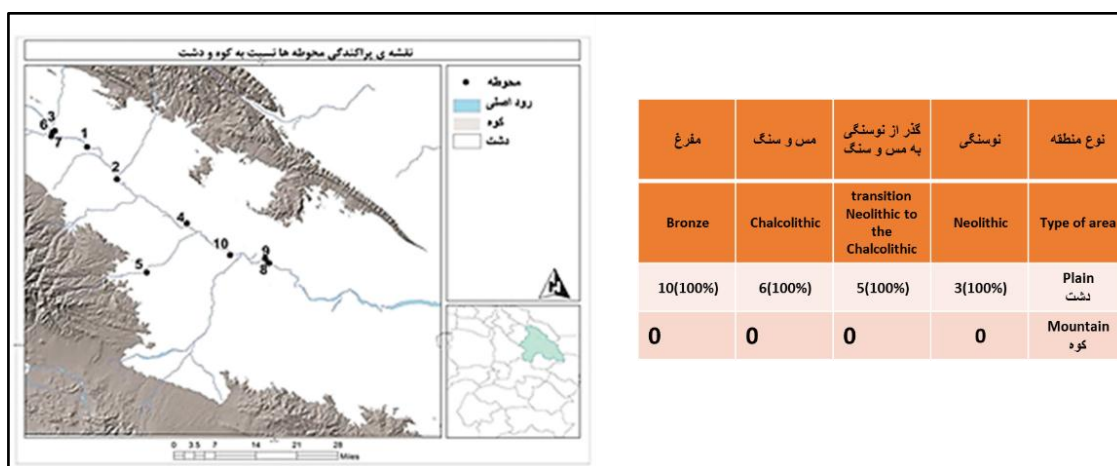 نقشه ی پراکندگی محوطه ها نسبت به کوه و دشت
محوطه
رود اصلی
کوه
دشت
3
6
7
1
2
4
10
9
8
5
N
0 3.5 7 14 21 28
Miles
نوع منطقه نوسنگی گذر از نوسنگی مس و سنگ مفرغ
به مس و سنگ
Bronze Chalcolithic transition Neolithic Type of area
Neolithic to
the
Chalcolithic
10(100%) 6(100%) 5(100%) 3(100%) Plain
دشت
0 0 0 0 Mountain
کوه